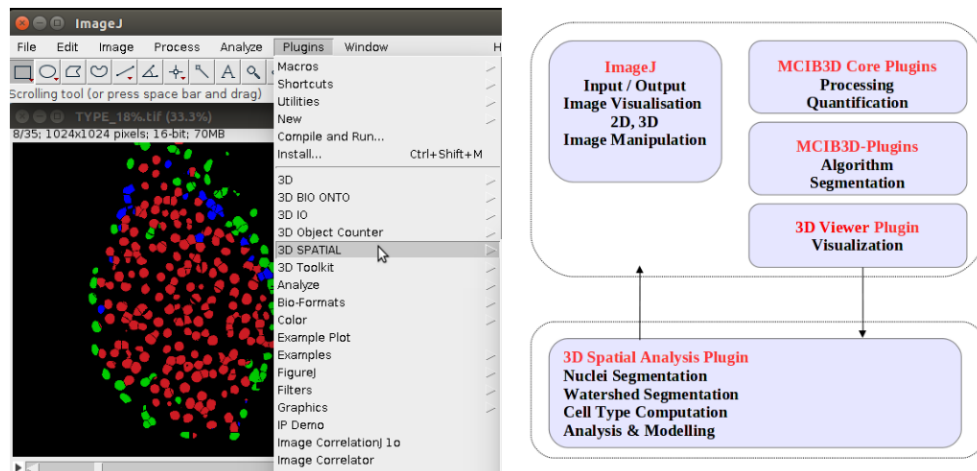 ImageJ
File Edit Image Process Analyze Plugins Window H
A
Scrolling tool (or press space bar and drag)
TYPE_18%.tif (33.3%)
8/35; 1024x1024 pixels; 16-bit; 70MB
Macros
Shortcuts
Utilities
New
Compile and Run...
Install... Ctrl+Shift+M
3D
3D BIO ONTO
3D IO
3D Object Counter
3D SPATIAL
3D Toolkit
Analyze
Bio-Formats
Color
Example Plot
Examples
FigureJ
Filters
Graphics
IP Demo
Image CorrelationJ 1o
Image Correlator
ImageJ
Input / Output
Image Visualisation
2D, 3D
Image Manipulation
MCIB3D Core Plugins
Processing
Quantification
MCIB3D-Plugins
Algorithm
Segmentation
3D Viewer Plugin
Visualization
3D Spatial Analysis Plugin
Nuclei Segmentation
Watershed Segmentation
Cell Type Computation
Analysis & Modelling